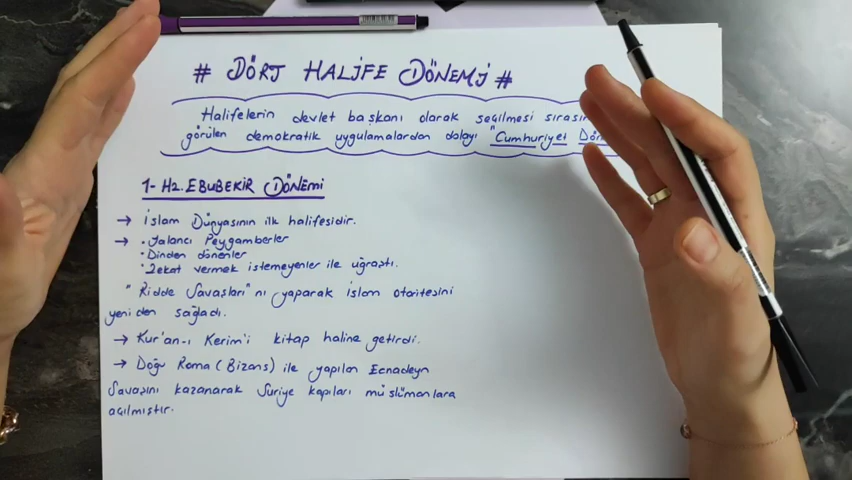 # DÖRT HALİFE DÖNEMİ #
Halifelerin devlet başkanı olarak seçilmesi
görülen demokratik uygulamalardan dolayı "Cumhuriyet
1- Hz. EBUBEKİR DÖNEMİ
→ İslam Dünyasının ilk halifesidir.
→ • Yalancı Peygamberler
• Dinden dönenler
• Zekat vermek istemeyenler ile uğraştı.
"Ridde Savaşları"nı yaparak İslam otoritesini
yeniden sağladı.
→ Kur'an-ı Kerim'i kitap haline getirdi.
→ Doğu Roma (Bizans) ile yapılan Ecnadeyn
Savaşını kazanarak Suriye kapıları müslümanlara
açılmıştır.